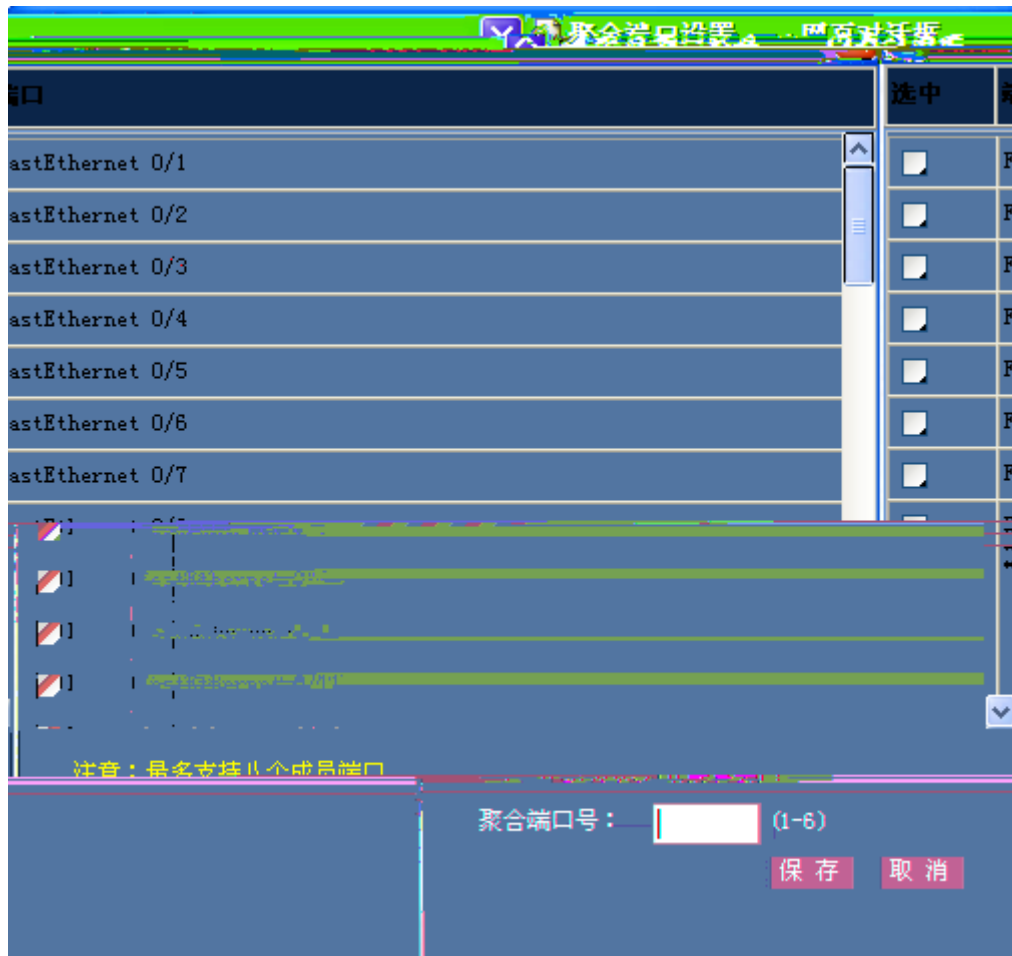 聚合端口设置 网页对话框
端口 选中
astEthernet 0/1
astEthernet 0/2
astEthernet 0/3
astEthernet 0/4
astEthernet 0/5
astEthernet 0/6
astEthernet 0/7
注意：最多支持八个成员端口
聚合端口号： (1-6)
保 存 取 消